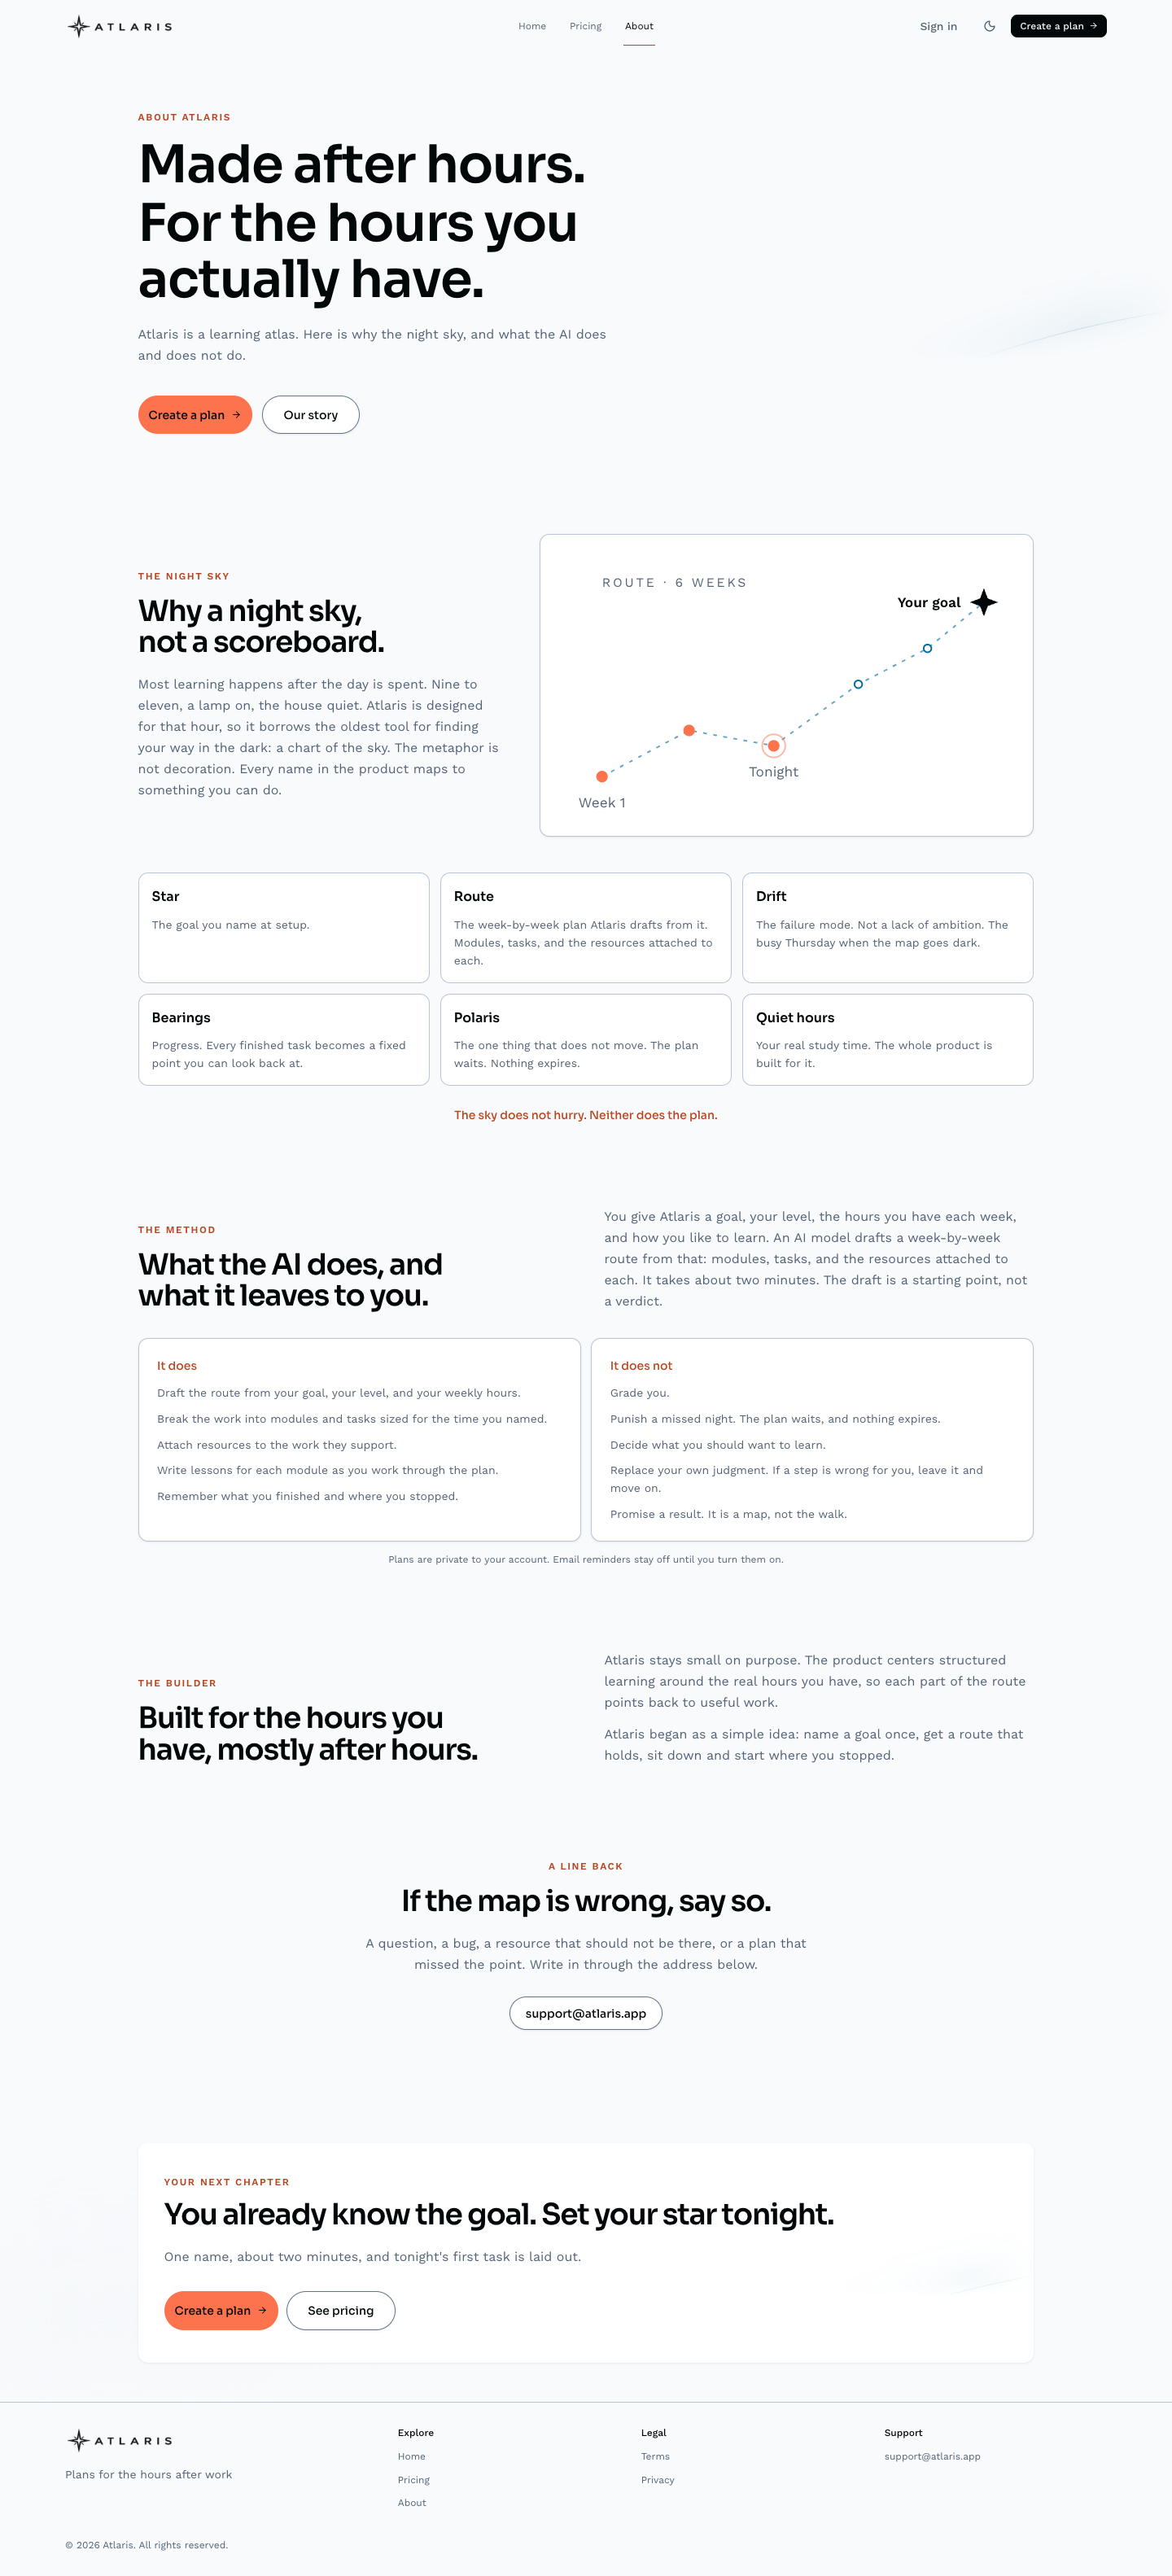 ATLARIS
Home
Pricing
About
Sign in
Create a plan →
ABOUT ATLARIS
Made after hours.
For the hours you
actually have.
Atlaris is a learning atlas. Here is why the night sky, and what the AI does
and does not do.
Create a plan →
Our story
THE NIGHT SKY
Why a night sky,
not a scoreboard.
Most learning happens after the day is spent. Nine to
eleven, a lamp on, the house quiet. Atlaris is designed
for that hour, so it borrows the oldest tool for finding
your way in the dark: a chart of the sky. The metaphor is
not decoration. Every name in the product maps to
something you can do.
ROUTE · 6 WEEKS
Your goal
Tonight
Week 1
Star
The goal you name at setup.
Route
The week-by-week plan Atlaris drafts from it.
Modules, tasks, and the resources attached to
each.
Drift
The failure mode. Not a lack of ambition. The
busy Thursday when the map goes dark.
Bearings
Progress. Every finished task becomes a fixed
point you can look back at.
Polaris
The one thing that does not move. The plan
waits. Nothing expires.
Quiet hours
Your real study time. The whole product is
built for it.
The sky does not hurry. Neither does the plan.
THE METHOD
What the AI does, and
what it leaves to you.
You give Atlaris a goal, your level, the hours you have each week,
and how you like to learn. An AI model drafts a week-by-week
route from that: modules, tasks, and the resources attached to
each. It takes about two minutes. The draft is a starting point, not
a verdict.
It does
Draft the route from your goal, your level, and your weekly hours.
Break the work into modules and tasks sized for the time you named.
Attach resources to the work they support.
Write lessons for each module as you work through the plan.
Remember what you finished and where you stopped.
It does not
Grade you.
Punish a missed night. The plan waits, and nothing expires.
Decide what you should want to learn.
Replace your own judgment. If a step is wrong for you, leave it and
move on.
Promise a result. It is a map, not the walk.
Plans are private to your account. Email reminders stay off until you turn them on.
THE BUILDER
Built for the hours you
have, mostly after hours.
Atlaris stays small on purpose. The product centers structured
learning around the real hours you have, so each part of the route
points back to useful work.
Atlaris began as a simple idea: name a goal once, get a route that
holds, sit down and start where you stopped.
A LINE BACK
If the map is wrong, say so.
A question, a bug, a resource that should not be there, or a plan that
missed the point. Write in through the address below.
support@atlaris.app
YOUR NEXT CHAPTER
You already know the goal. Set your star tonight.
One name, about two minutes, and tonight's first task is laid out.
Create a plan →
See pricing
ATLARIS
Plans for the hours after work
Explore
Home
Pricing
About
Legal
Terms
Privacy
Support
support@atlaris.app
© 2026 Atlaris. All rights reserved.